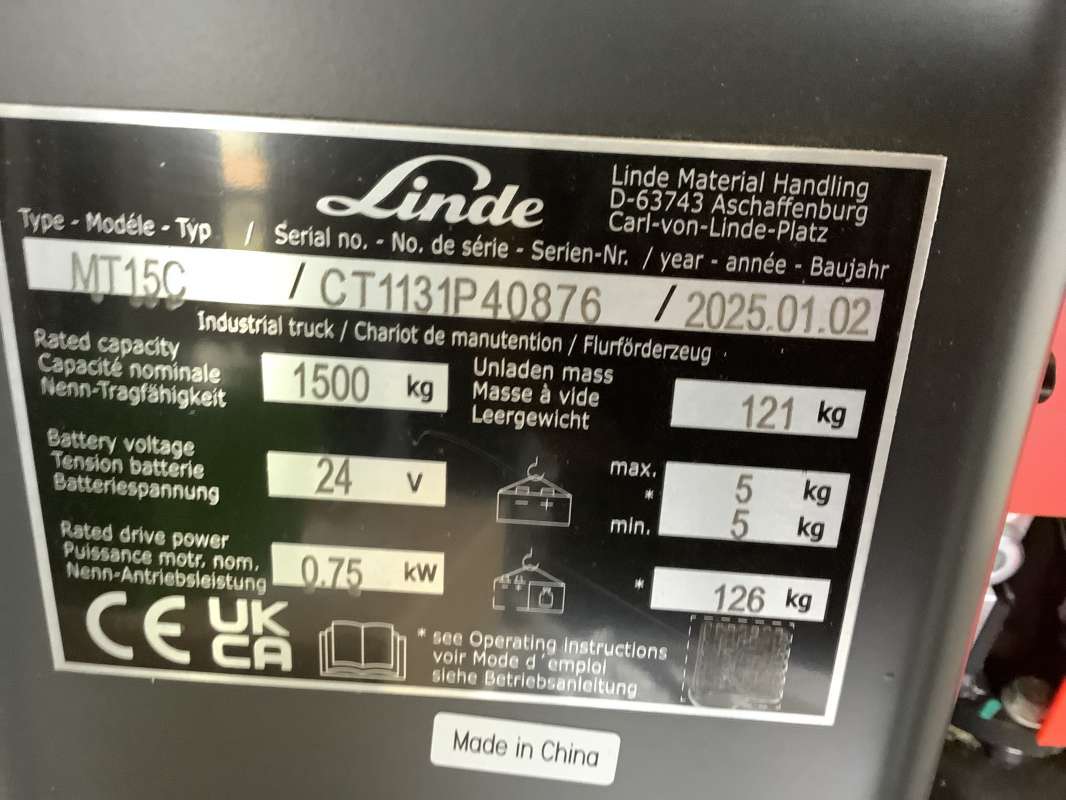 Linde
Linde Material Handling
D-63743 Aschaffenburg
Carl-von-Linde-Platz
Type - Modéle - Typ / Serial no. - No. de série - Serien-Nr. / year - année - Baujahr
MT15C / CT1131P40876 / 2025.01.02
Industrial truck / Chariot de manutention / Flurförderzeug
Rated capacity
Capacité nominale
Nenn-Tragfähigkeit
1500 kg
Unladen mass
Masse à vide
Leergewicht
121 kg
Battery voltage
Tension batterie
Batteriespannung
24 V
max. 5 kg
*
min. 5 kg
Rated drive power
Puissance motr. nom.
Nenn-Antriebsleistung
0.75 kW
* 126 kg
CE UK
CA
* see Operating Instructions
voir Mode d'emploi
siehe Betriebsanleitung
Made in China